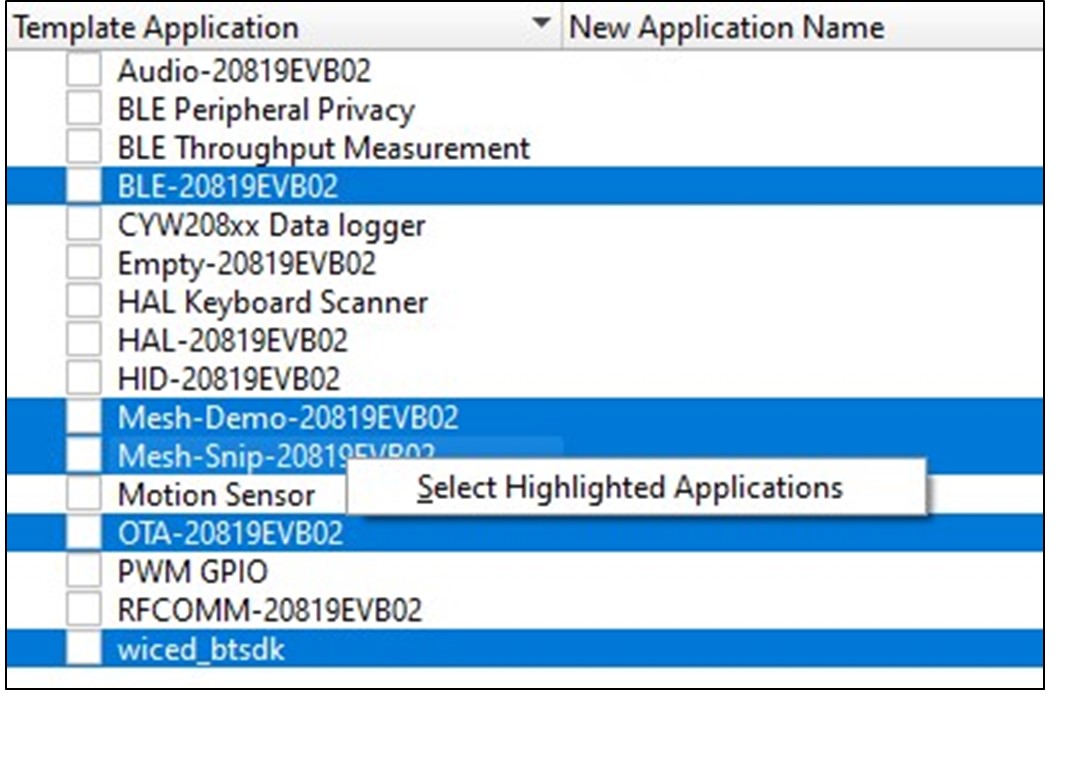 Template Application New Application Name
Audio-20819EVB02
BLE Peripheral Privacy
BLE Throughput Measurement
BLE-20819EVB02
CYW208xx Data logger
Empty-20819EVB02
HAL Keyboard Scanner
HAL-20819EVB02
HID-20819EVB02
Mesh-Demo-20819EVB02
Mesh-Snip-20819EVB02
Select Highlighted Applications
Motion Sensor
OTA-20819EVB02
PWM GPIO
RFCOMM-20819EVB02
wiced_btsdk